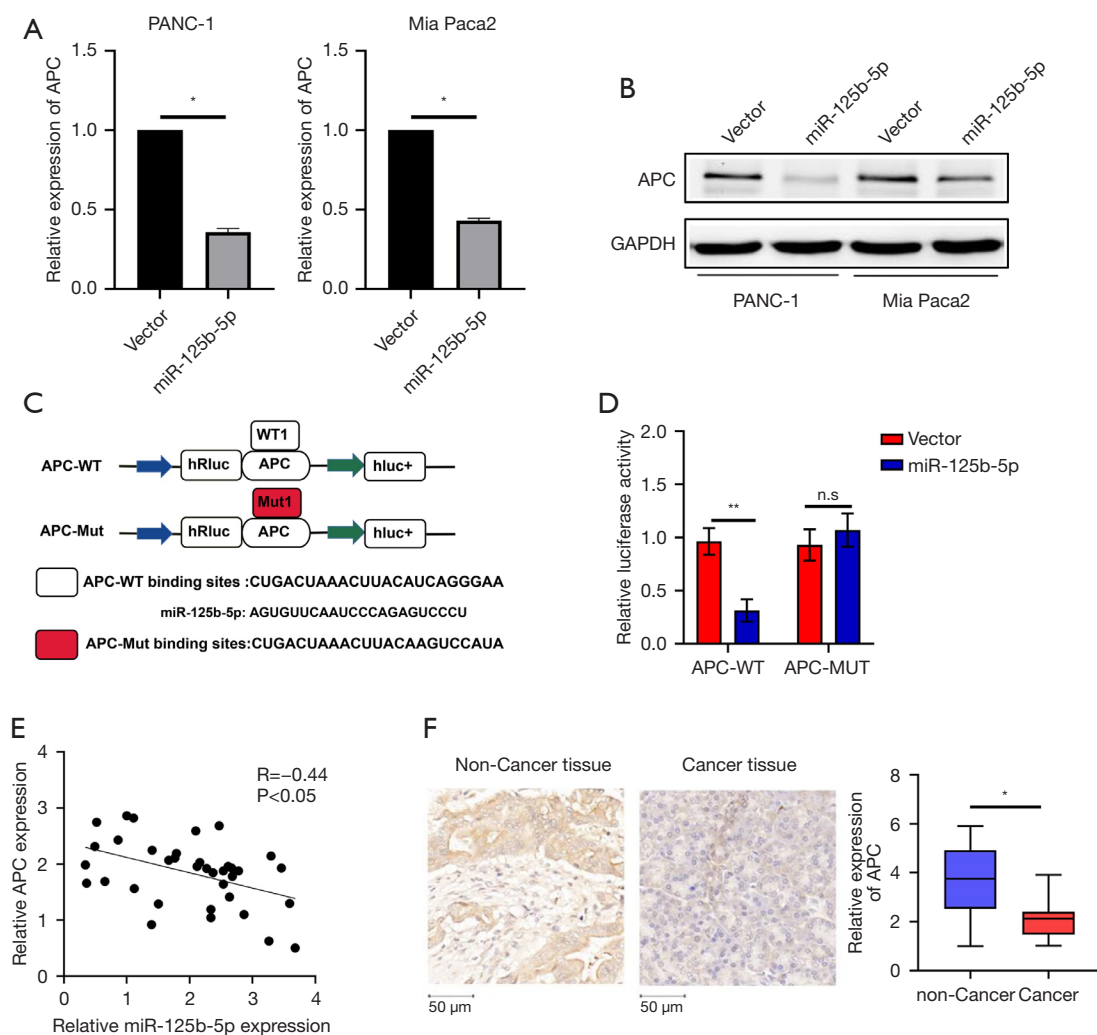 A
PANC-1
Relative expression of APC
1.5
1.0
0.5
0.0
*
Vector
miR-125b-5p
Mia Paca2
Relative expression of APC
1.5
1.0
0.5
0.0
*
Vector
miR-125b-5p
B
Vector
miR-125b-5p
Vector
miR-125b-5p
APC
GAPDH
PANC-1
Mia Paca2
C
WT1
APC-WT
hRluc
APC
hluc+
Mut1
APC-Mut
hRluc
APC
hluc+
APC-WT binding sites :CUGACUAAACUUACAUCAGGGAA
miR-125b-5p: AGUGUUCAAUCCCAGAGUCCCU
APC-Mut binding sites:CUGACUAAACUUACAAGUCCAUA
D
Relative luciferase activity
2.0
1.5
1.0
0.5
0.0
Vector
miR-125b-5p
**
n.s
APC-WT
APC-MUT
E
Relative APC expression
4
3
2
1
0
R=−0.44
P<0.05
0
1
2
3
4
Relative miR-125b-5p expression
F
Non-Cancer tissue
Cancer tissue
50 μm
50 μm
Relative expression
of APC
8
6
4
2
0
*
non-Cancer
Cancer